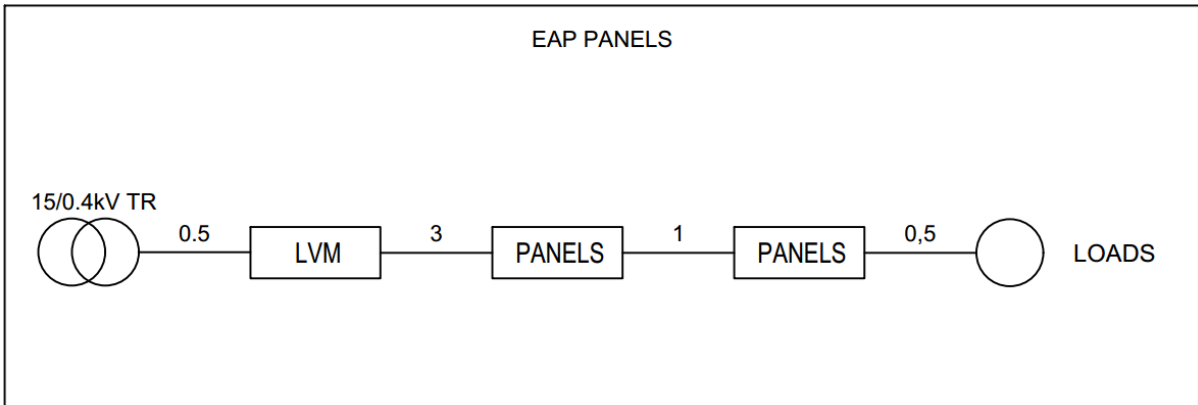 EAP PANELS
15/0.4kV TR
0.5
LVM
3
PANELS
1
PANELS
0,5
LOADS